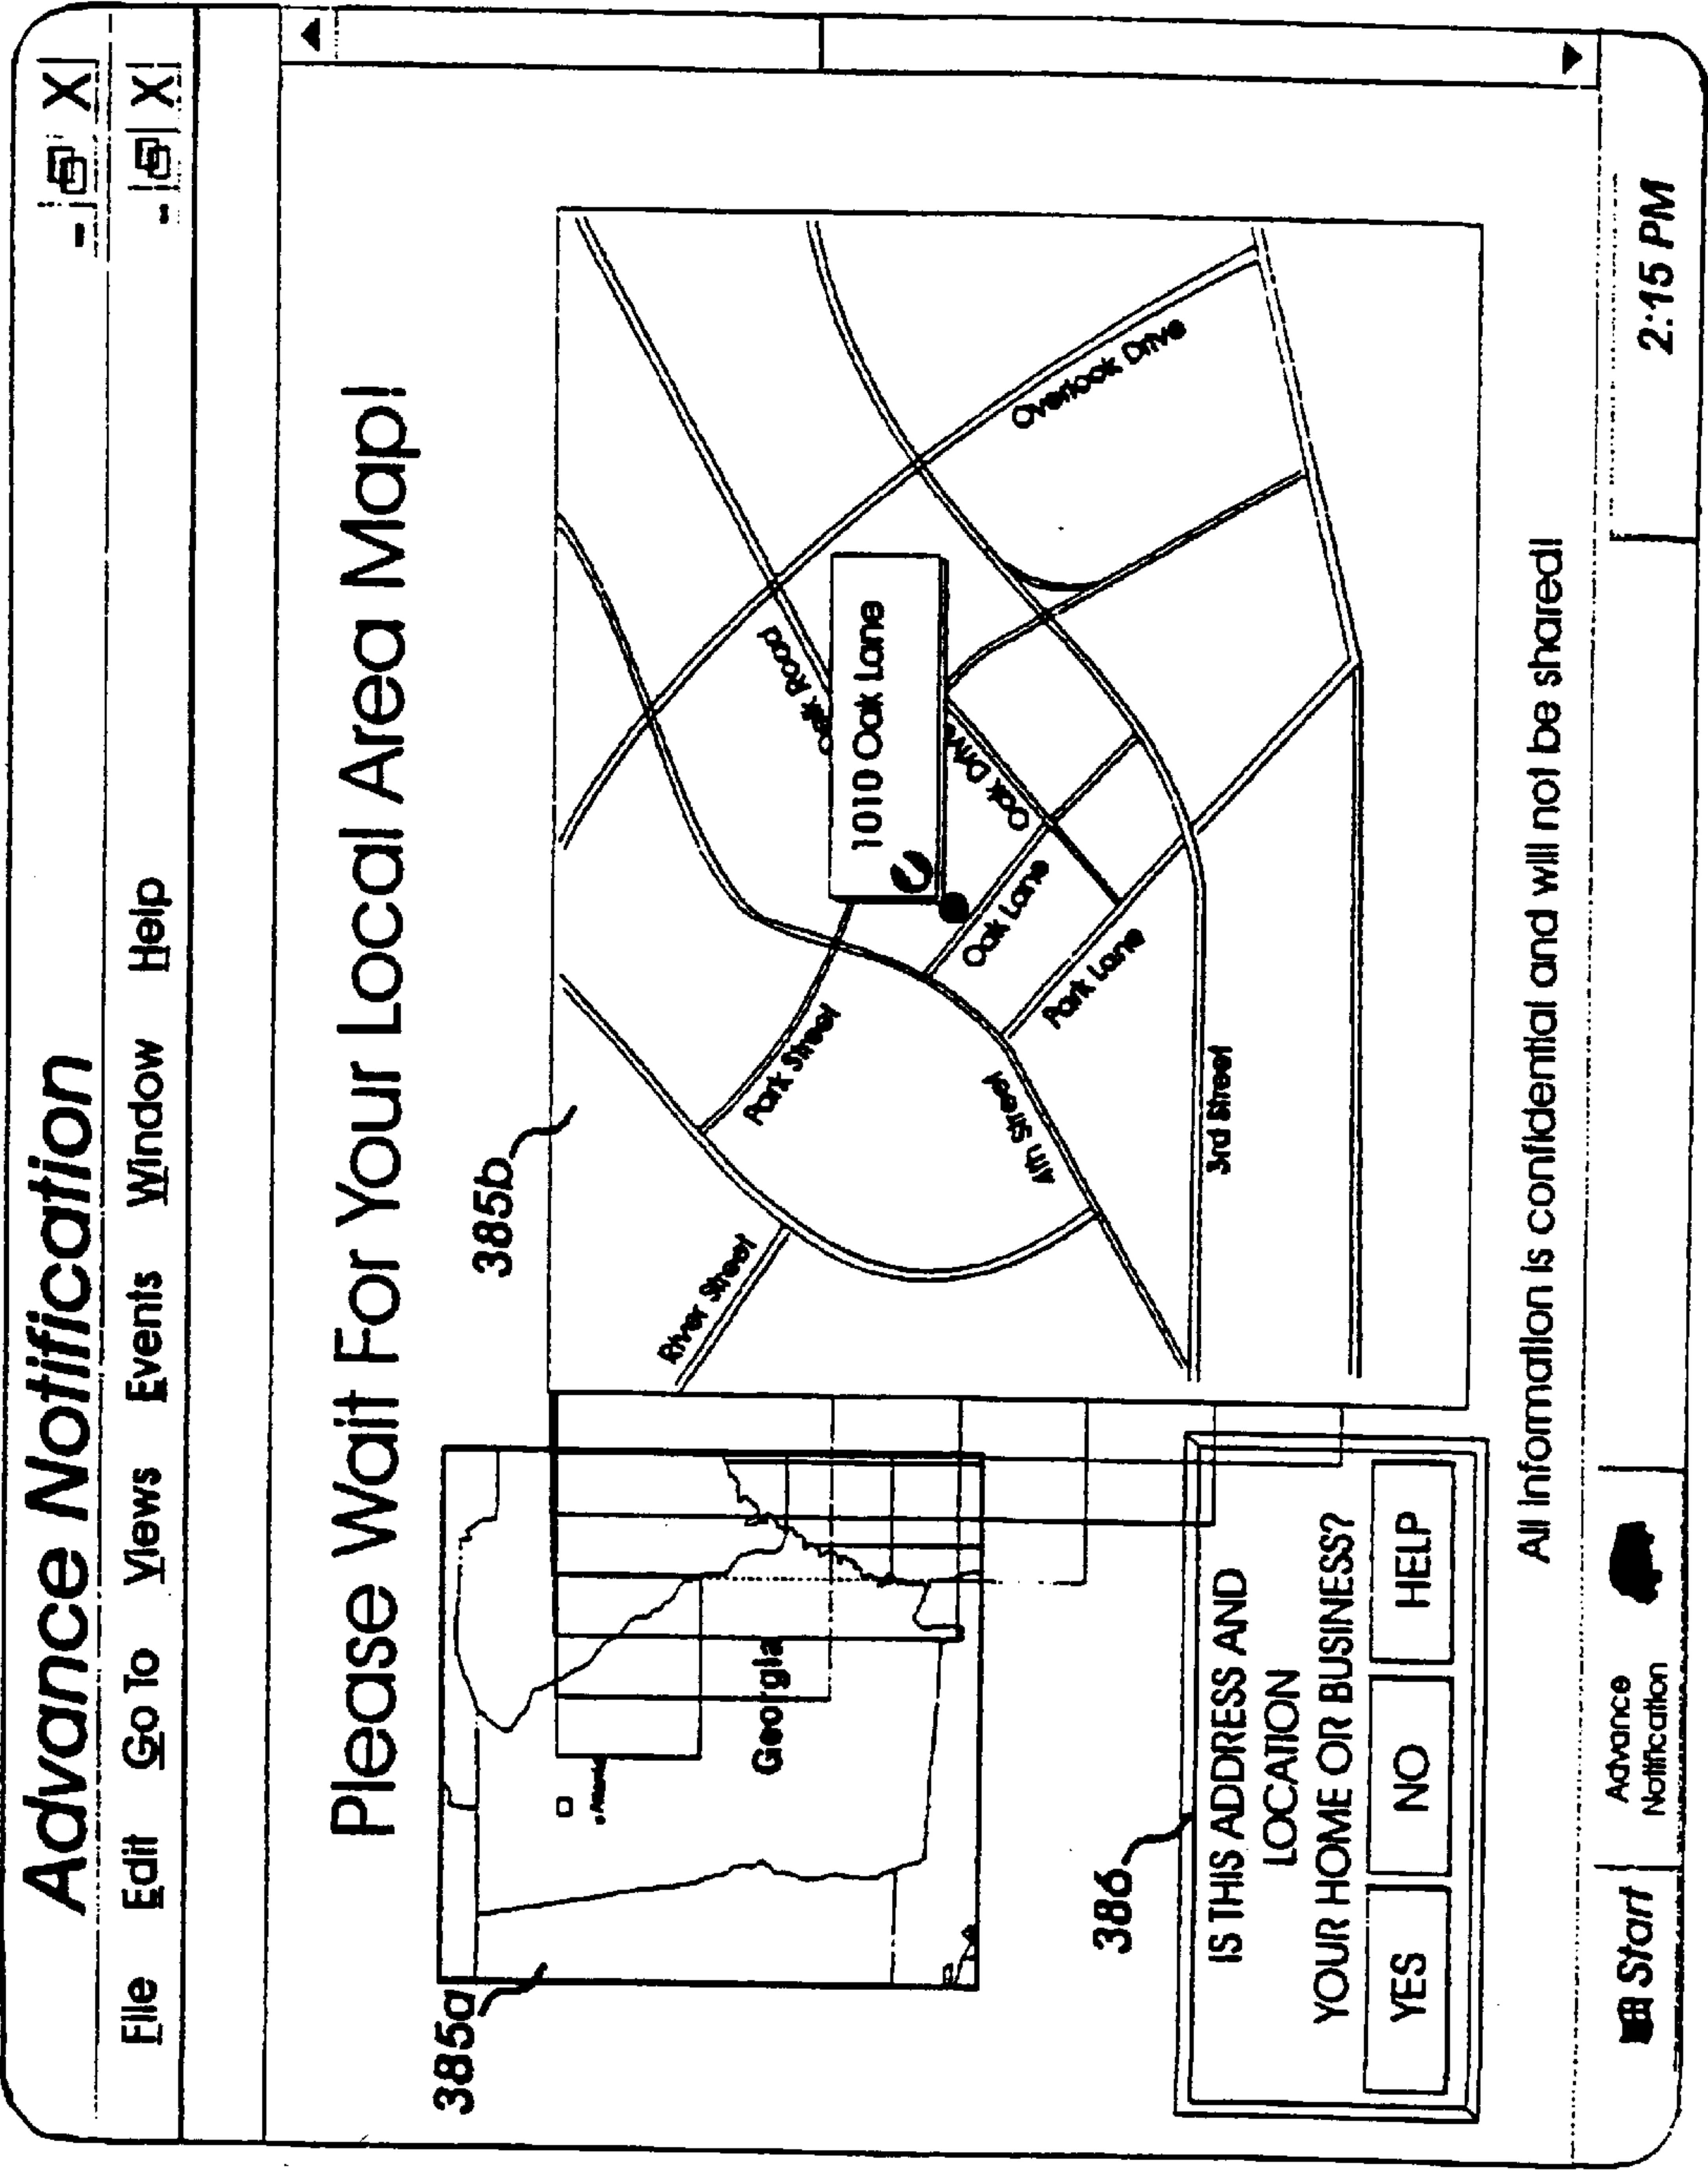 Advance Notification
File Edit Go To Views Events Window Help
Please Wait For Your Local Area Map!
385a
385b
Georgia
River Street
Park Street
4th Street
3rd Street
Park Lane
Oak Lane
Oak Drive
1010 Oak Lane
Oak Road
Overlook Drive
386
IS THIS ADDRESS AND
LOCATION
YOUR HOME OR BUSINESS?
YES NO HELP
All information is confidential and will not be shared!
Start
Advance
Notification
2:15 PM